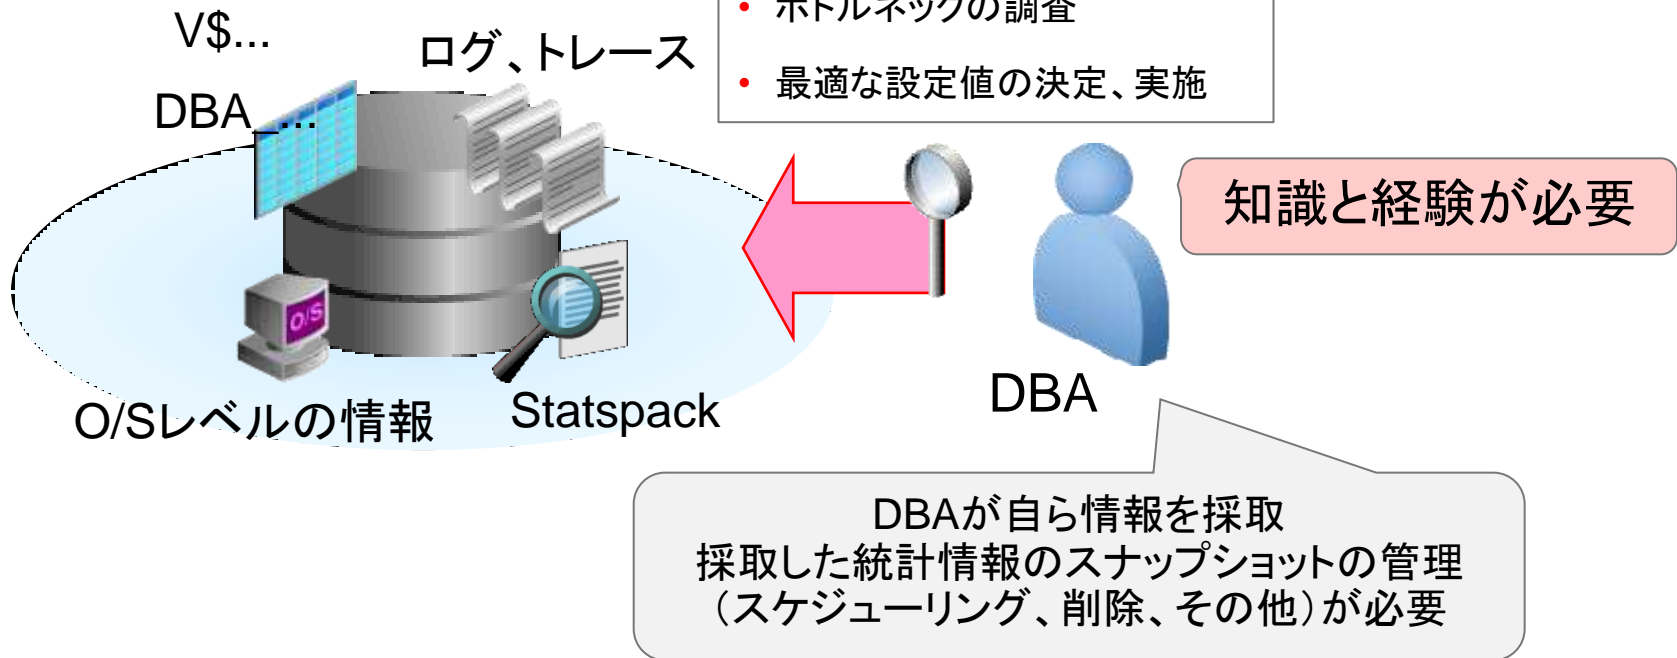 • ボトルネックの調査
• 最適な設定値の決定、実施
V$...
ログ、トレース
DBA_...
知識と経験が必要
O/S
O/Sレベルの情報
Statspack
DBA
DBAが自ら情報を採取
採取した統計情報のスナップショットの管理
（スケジューリング、削除、その他）が必要